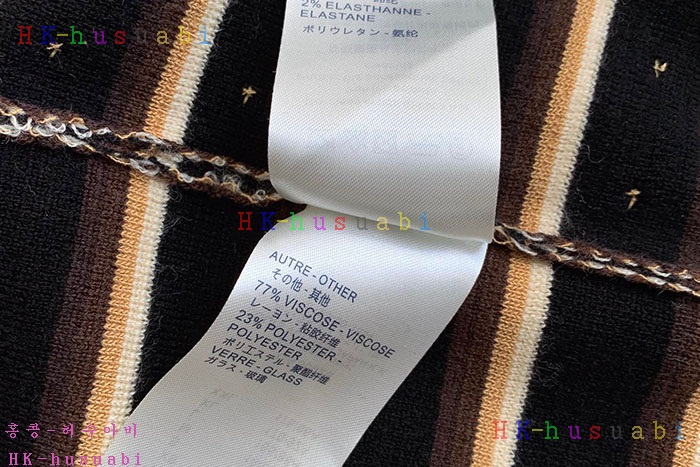 HK-husuabi
2% ELASTHANNE -
ELASTANE
ポリウレタン - 氨纶
HK-husuabi
AUTRE - OTHER
その他 - 其他
77% VISCOSE - VISCOSE
レーヨン - 粘胶纤维
23% POLYESTER -
POLYESTER
ポリエステル - 聚酯纤维
VERRE - GLASS
ガラス - 玻璃
홍콩-허수아비
HK-husuabi
HK-husuabi